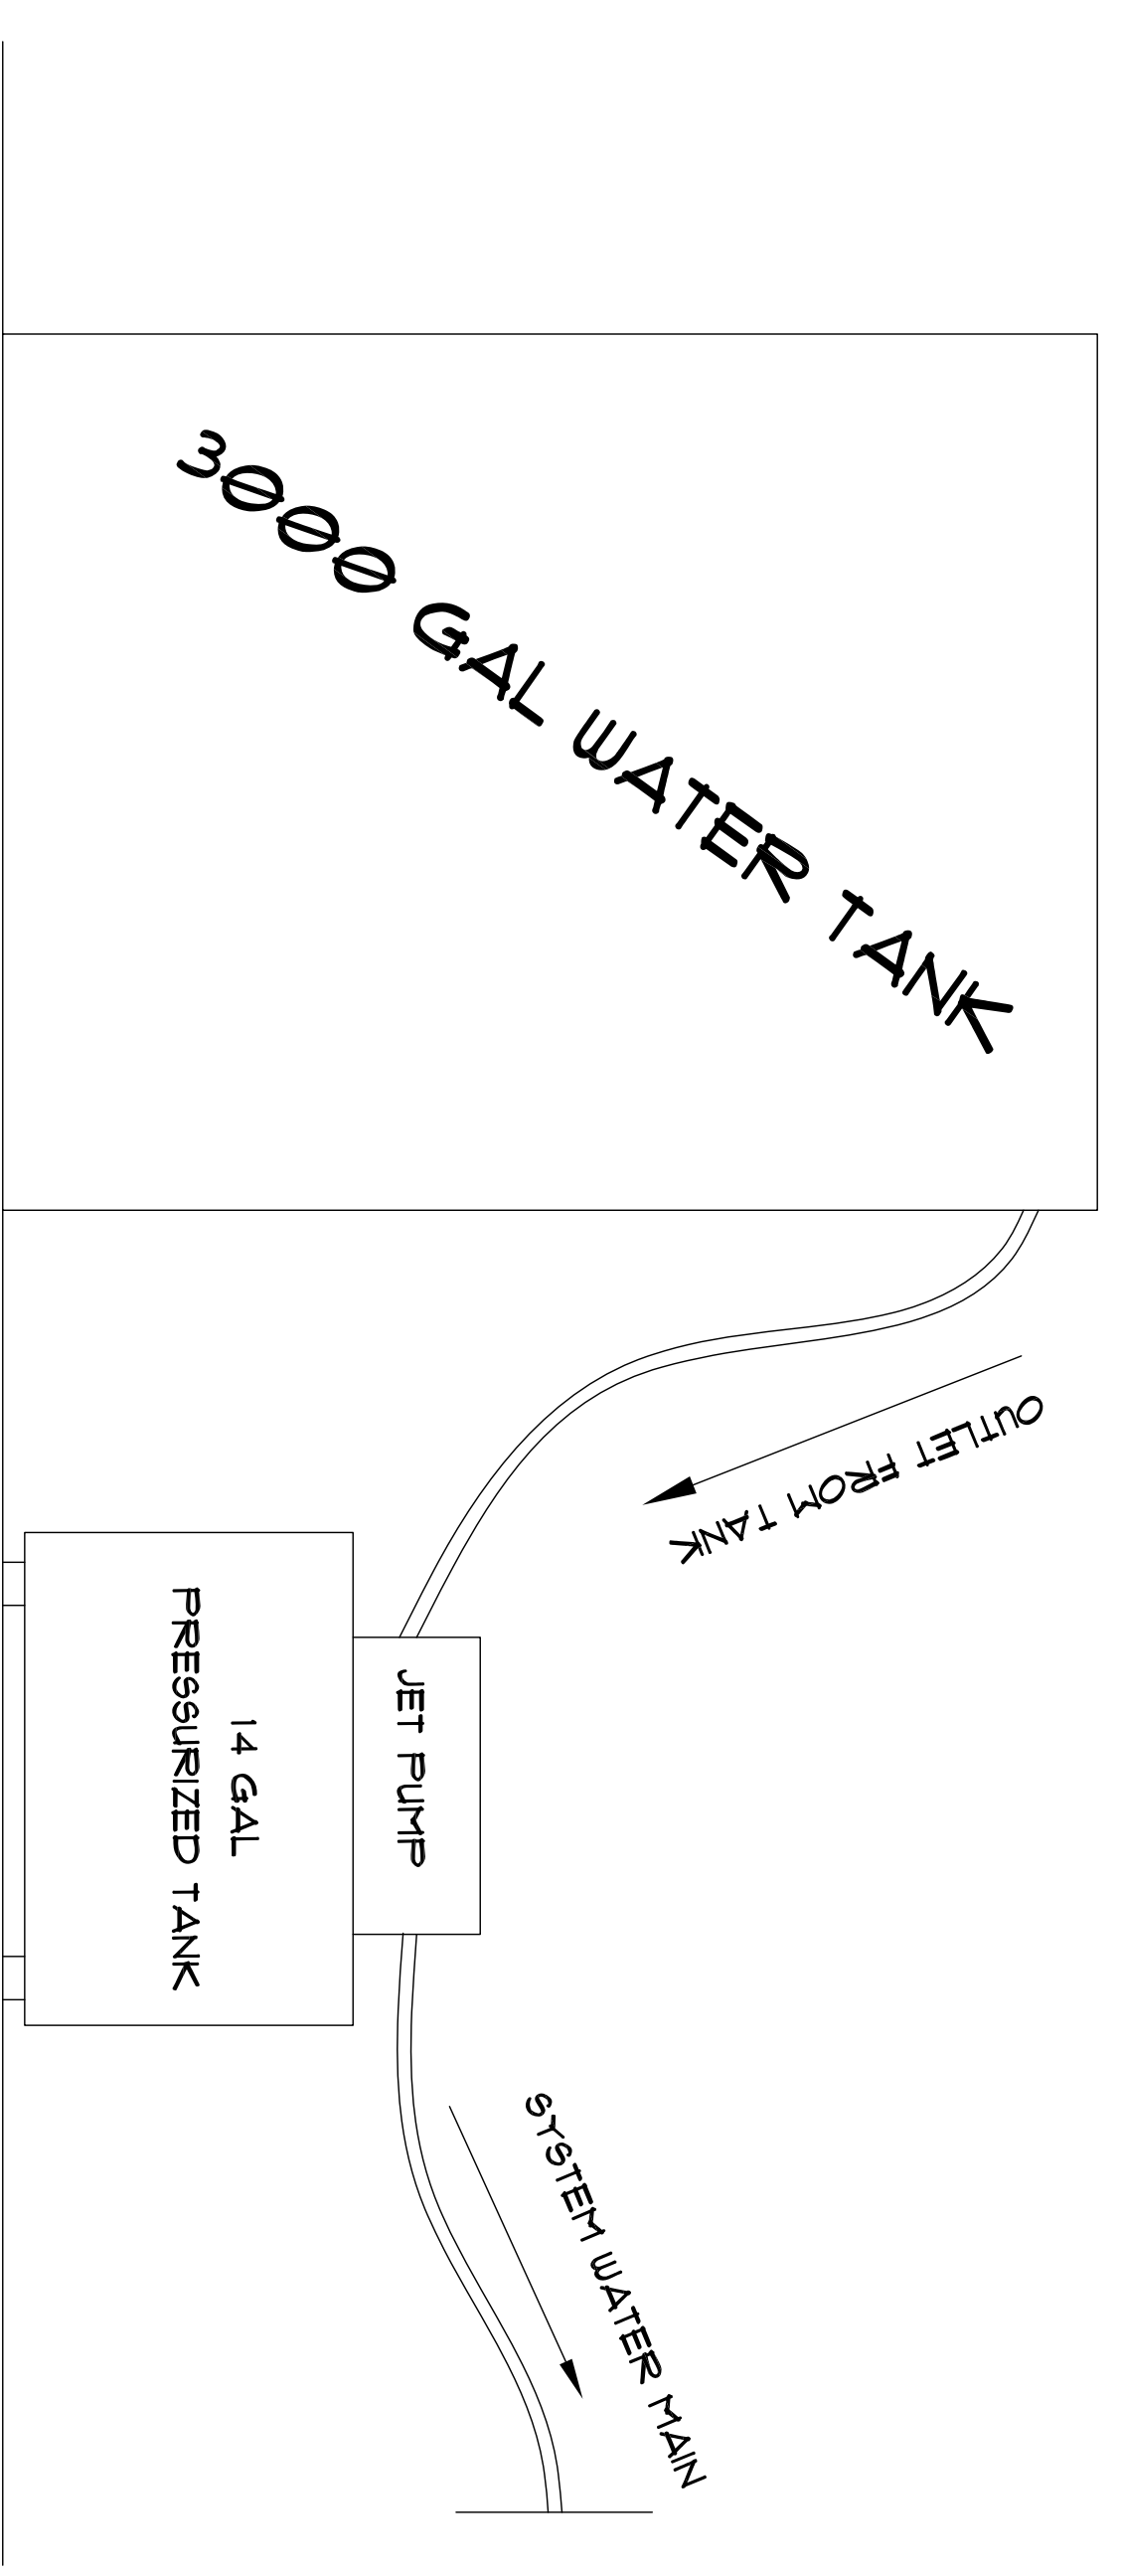 3000 GAL WATER TANK
OUTLET FROM TANK
JET PUMP
14 GAL
PRESSURIZED TANK
SYSTEM WATER MAIN